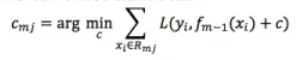 c_{mj} = arg min_c ∑_{x_i∈R_{mj}} L(y_i, f_{m−1}(x_i) + c)